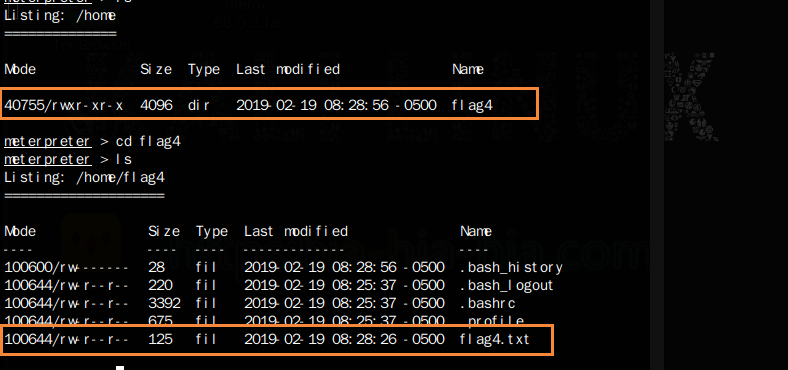 Listing: /home
==============
Mode Size Type Last modified Name
40755/rwxr-xr-x 4096 dir 2019-02-19 08:28:56 -0500 flag4
meterpreter > cd flag4
meterpreter > ls
Listing: /home/flag4
====================
Mode Size Type Last modified Name
---- ---- ---- ------------- ----
100600/rw------- 28 fil 2019-02-19 08:28:56 -0500 .bash_history
100644/rw-r--r-- 220 fil 2019-02-19 08:25:37 -0500 .bash_logout
100644/rw-r--r-- 3392 fil 2019-02-19 08:25:37 -0500 .bashrc
100644/rw-r--r-- 675 fil 2019-02-19 08:25:37 -0500 .profile
100644/rw-r--r-- 125 fil 2019-02-19 08:28:26 -0500 flag4.txt